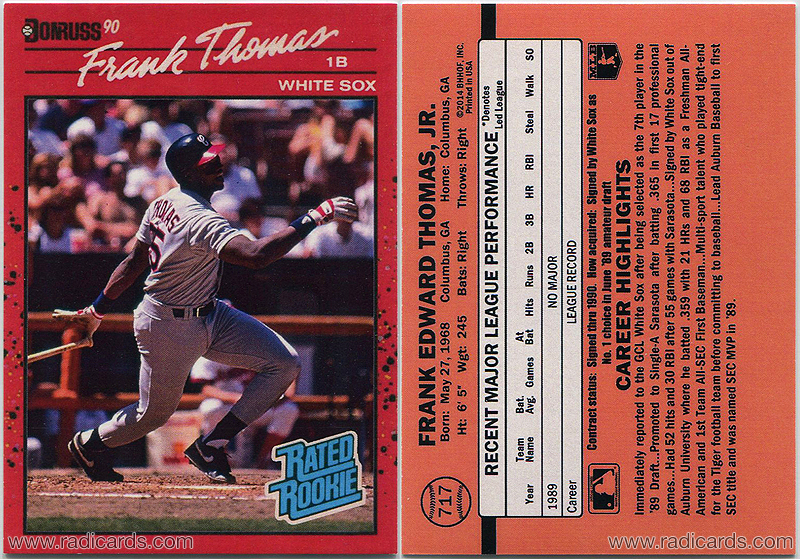 DONRUSS 90
Frank Thomas
1B
WHITE SOX
THOMAS
RATED
ROOKIE
www.radicards.com
717
FRANK EDWARD THOMAS, JR.
Born: May 27, 1968 Columbus, GA Home: Columbus, GA
Ht: 6' 5" Wgt: 245 Bats: Right Throws: Right
©2014 BHHOF, INC.
Printed in USA
RECENT MAJOR LEAGUE PERFORMANCE
*Denotes
Led League
Year Team Name Bat. Avg. Games At Bat Hits Runs 2B 3B HR RBI Steal Walk SO
1989 NO MAJOR
Career LEAGUE RECORD
Contract status: Signed thru 1990. How acquired: Signed by White Sox as
No. 1 choice in June '89 amateur draft
CAREER HIGHLIGHTS
Immediately reported to the GCL White Sox after being selected as the 7th player in the
'89 Draft...Promoted to Single-A Sarasota after batting .365 in first 17 professional
games...Had 52 hits and 30 RBI after 55 games with Sarasota...Signed by White Sox out of
Auburn University where he batted .359 with 21 HRs and 68 RBI as a Freshman All-
American and 1st Team All-SEC First Baseman...Multi-sport talent who played tight-end
for the Tiger football team before committing to baseball...Lead Auburn Baseball to first
SEC title and was named SEC MVP in '89.
www.radicards.com